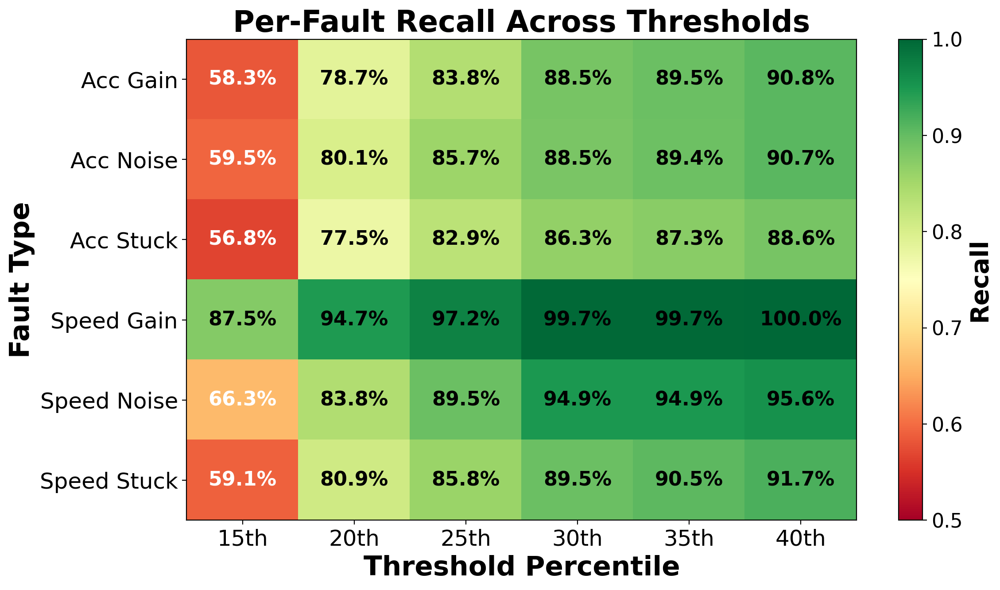 Per-Fault Recall Across Thresholds
Fault Type
Acc Gain 58.3% 78.7% 83.8% 88.5% 89.5% 90.8%
Acc Noise 59.5% 80.1% 85.7% 88.5% 89.4% 90.7%
Acc Stuck 56.8% 77.5% 82.9% 86.3% 87.3% 88.6%
Speed Gain 87.5% 94.7% 97.2% 99.7% 99.7% 100.0%
Speed Noise 66.3% 83.8% 89.5% 94.9% 94.9% 95.6%
Speed Stuck 59.1% 80.9% 85.8% 89.5% 90.5% 91.7%
15th 20th 25th 30th 35th 40th
Threshold Percentile
1.0
0.9
0.8
0.7
0.6
0.5
Recall